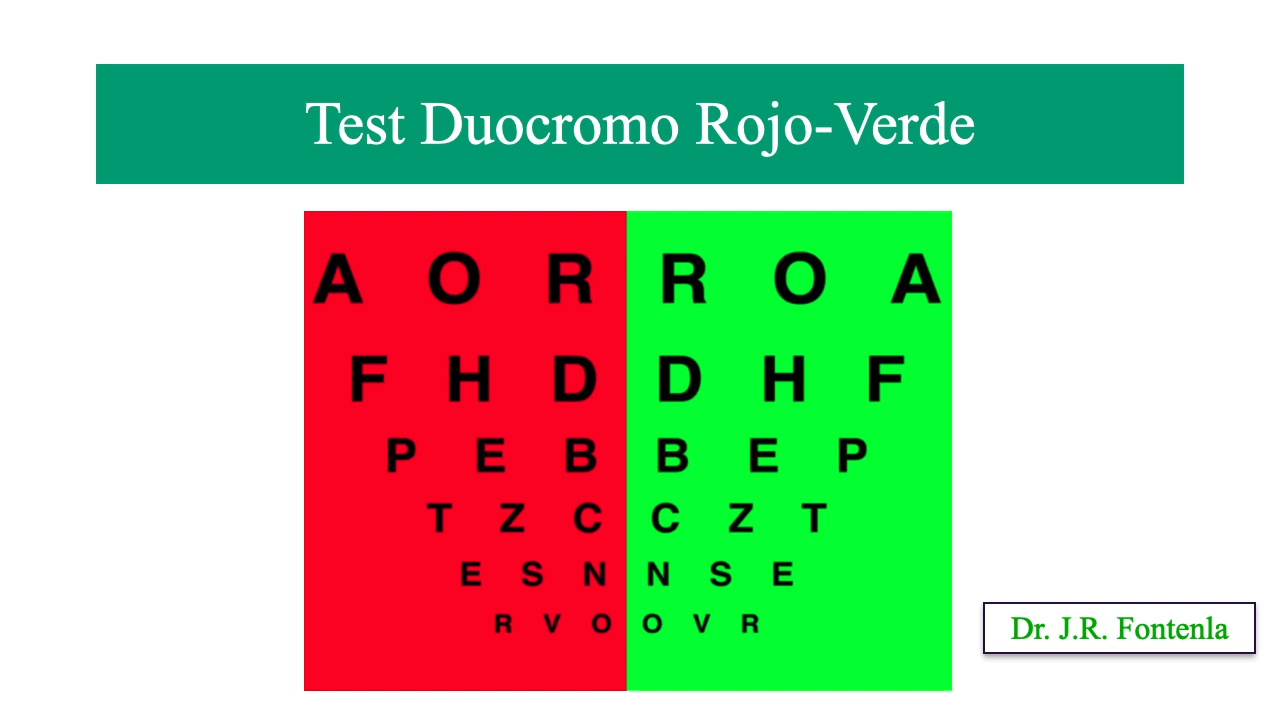 Test Duocromo Rojo-Verde
A O R R O A
F H D D H F
P E B B E P
T Z C C Z T
E S N N S E
R V O O V R
Dr. J.R. Fontenla